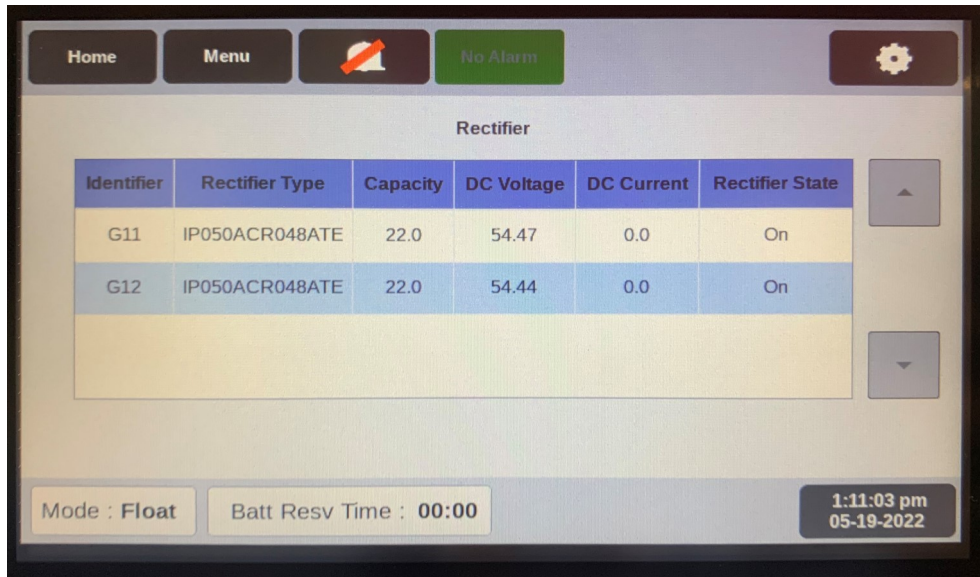 Home Menu No Alarm
Rectifier
Identifier Rectifier Type Capacity DC Voltage DC Current Rectifier State
G11 IP050ACR048ATE 22.0 54.47 0.0 On
G12 IP050ACR048ATE 22.0 54.44 0.0 On
Mode : Float Batt Resv Time : 00:00 1:11:03 pm
05-19-2022